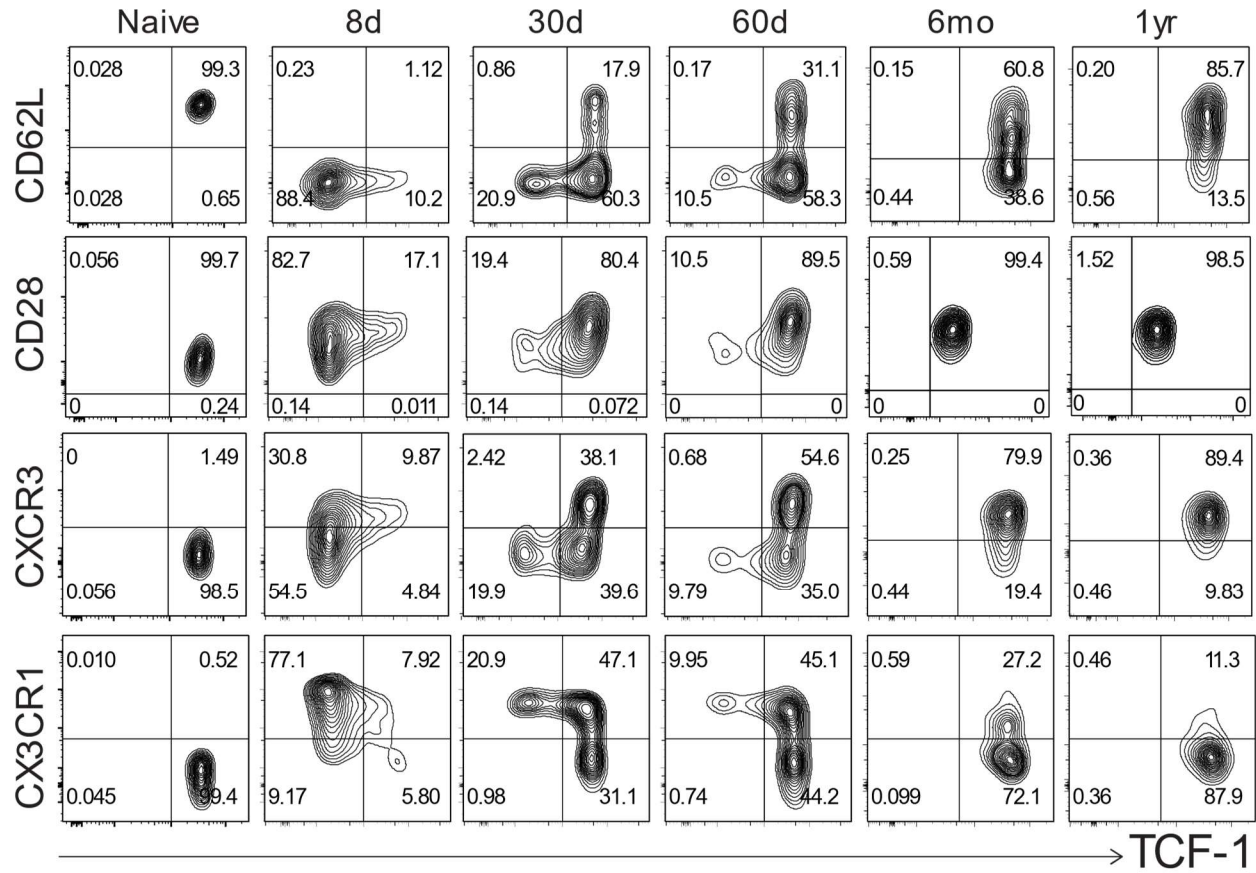 Naive 8d 30d 60d 6mo 1yr
CD62L
0.028 99.3 0.23 1.12 0.86 17.9 0.17 31.1 0.15 60.8 0.20 85.7
0.028 0.65 88.4 10.2 20.9 60.3 10.5 58.3 0.44 38.6 0.56 13.5
CD28
0.056 99.7 82.7 17.1 19.4 80.4 10.5 89.5 0.59 99.4 1.52 98.5
0 0.24 0.14 0.011 0.14 0.072 0 0 0 0 0 0
CXCR3
0 1.49 30.8 9.87 2.42 38.1 0.68 54.6 0.25 79.9 0.36 89.4
0.056 98.5 54.5 4.84 19.9 39.6 9.79 35.0 0.44 19.4 0.46 9.83
CX3CR1
0.010 0.52 77.1 7.92 20.9 47.1 9.95 45.1 0.59 27.2 0.46 11.3
0.045 99.4 9.17 5.80 0.98 31.1 0.74 44.2 0.099 72.1 0.36 87.9
TCF-1